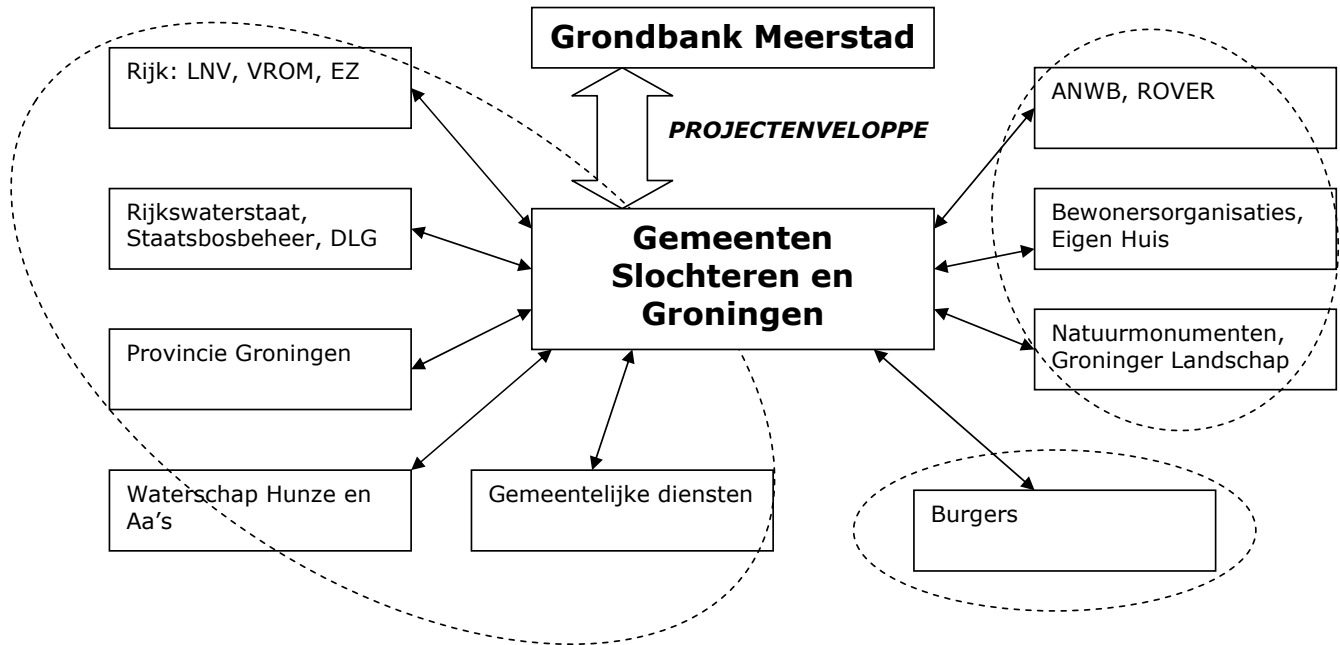 Grondbank Meerstad
Rijk: LNV, VROM, EZ
ANWB, ROVER
PROJECTENVELOPPE
Rijkswaterstaat,
Staatsbosbeheer, DLG
Gemeenten
Slochteren en
Groningen
Bewonersorganisaties,
Eigen Huis
Provincie Groningen
Natuurmonumenten,
Groninger Landschap
Waterschap Hunze en
Aa’s
Gemeentelijke diensten
Burgers